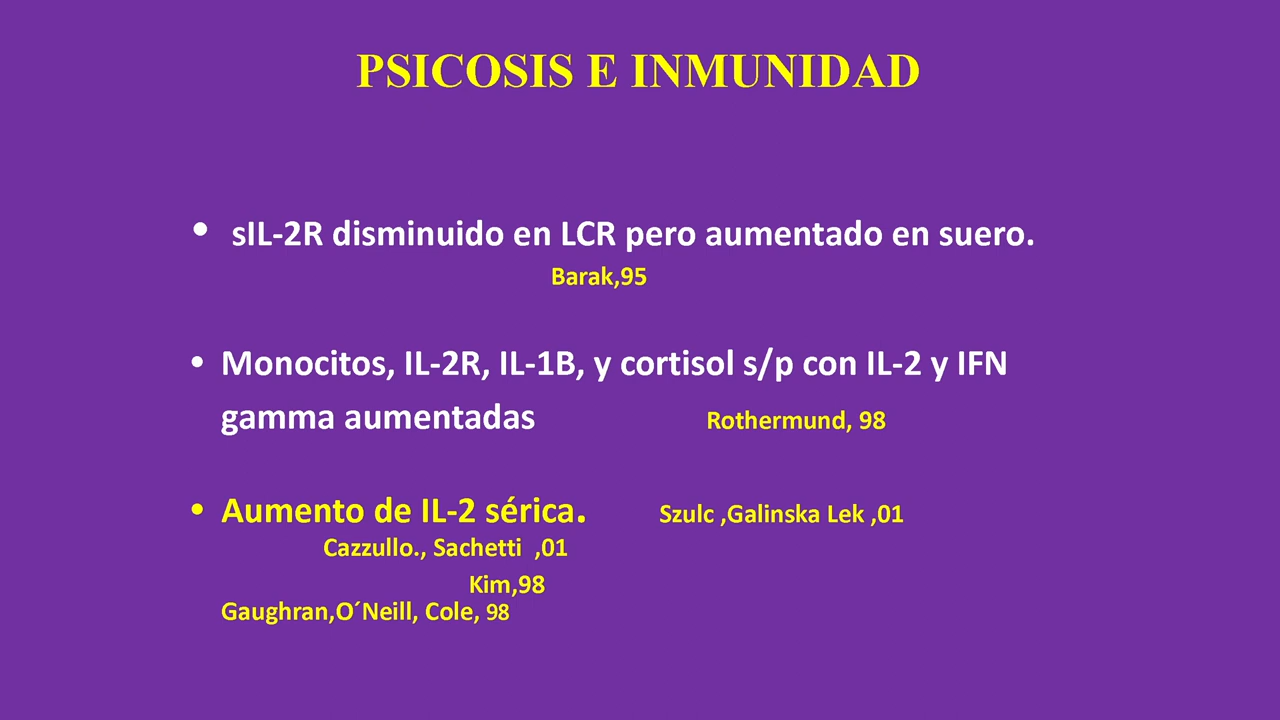 PSICOSIS E INMUNIDAD
• sIL-2R disminuido en LCR pero aumentado en suero.
Barak,95
• Monocitos, IL-2R, IL-1B, y cortisol s/p con IL-2 y IFN
gamma aumentadas Rothermund, 98
• Aumento de IL-2 sérica. Szulc ,Galinska Lek ,01
Cazzullo., Sachetti ,01
Kim,98
Gaughran,O´Neill, Cole, 98